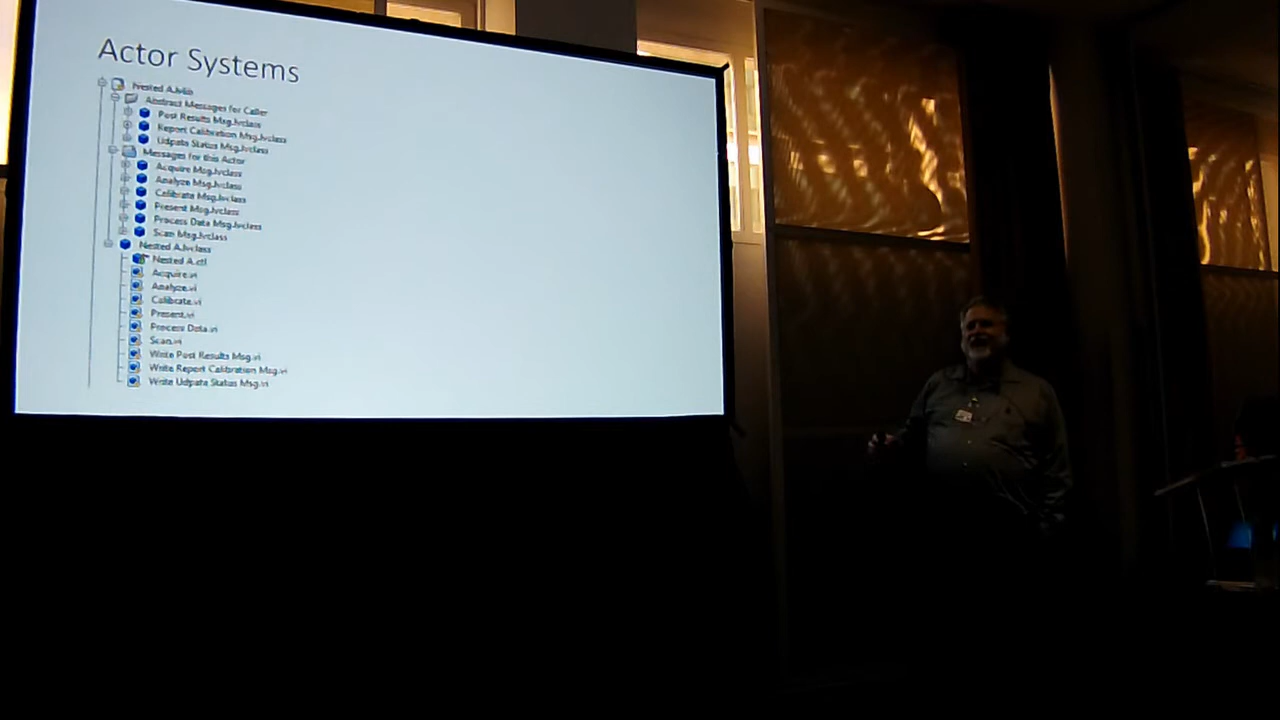 Actor Systems
Nested A.lvlib
Abstract Messages for Caller
Post Results Msg.lvclass
Report Calibration Msg.lvclass
Udpata Status Msg.lvclass
Messages for this Actor
Acquire Msg.lvclass
Analyze Msg.lvclass
Calibrate Msg.lvclass
Present Msg.lvclass
Process Data Msg.lvclass
Scan Msg.lvclass
Nested A.lvclass
Nested A.ctl
Acquire.vi
Analyze.vi
Calibrate.vi
Present.vi
Process Data.vi
Scan.vi
Write Post Results Msg.vi
Write Report Calibration Msg.vi
Write Udpata Status Msg.vi